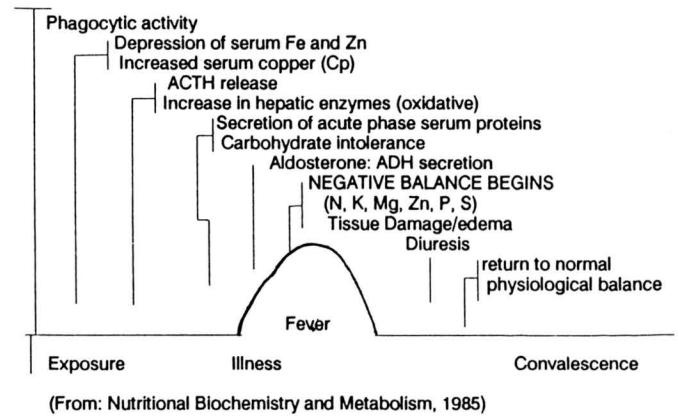 Phagocytic activity
Depression of serum Fe and Zn
Increased serum copper (Cp)
ACTH release
Increase in hepatic enzymes (oxidative)
Secretion of acute phase serum proteins
Carbohydrate intolerance
Aldosterone: ADH secretion
NEGATIVE BALANCE BEGINS
(N, K, Mg, Zn, P, S)
Tissue Damage/edema
Diuresis
return to normal
physiological balance
Fever
Exposure
Illness
Convalescence
(From: Nutritional Biochemistry and Metabolism, 1985)